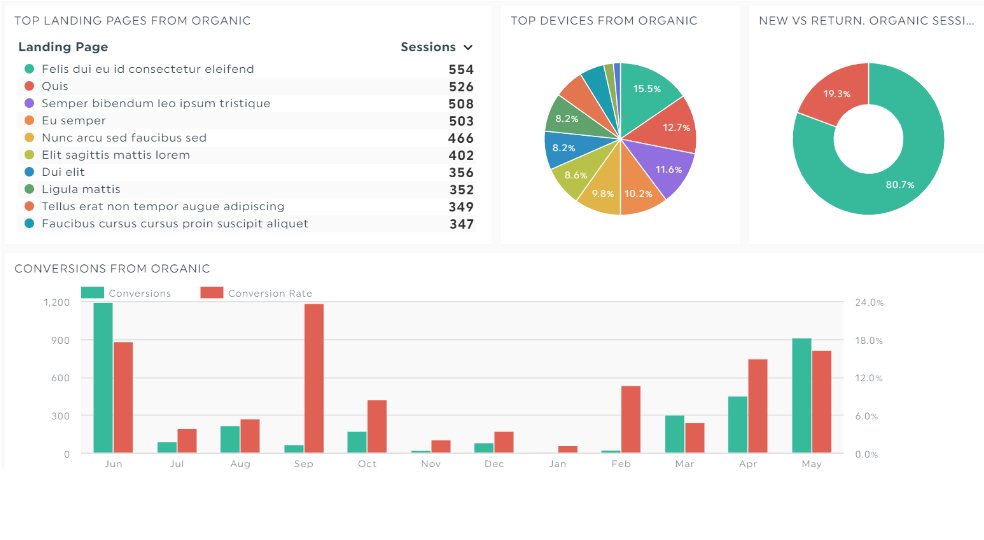 TOP LANDING PAGES FROM ORGANIC
Landing Page Sessions
Felis dui eu id consectetur eleifend 554
Quis 526
Semper bibendum leo ipsum tristique 508
Eu semper 503
Nunc arcu sed faucibus sed 466
Elit sagittis mattis lorem 402
Dui elit 356
Ligula mattis 352
Tellus erat non tempor augue adipiscing 349
Faucibus cursus cursus proin suscipit aliquet 347
TOP DEVICES FROM ORGANIC
15.5%
12.7%
11.6%
10.2%
9.8%
8.6%
8.2%
8.2%
NEW VS RETURN. ORGANIC SESSI...
19.3%
80.7%
CONVERSIONS FROM ORGANIC
Conversions Conversion Rate
1,200 24.0%
900 18.0%
600 12.0%
300 6.0%
0 0.0%
Jun Jul Aug Sep Oct Nov Dec Jan Feb Mar Apr May